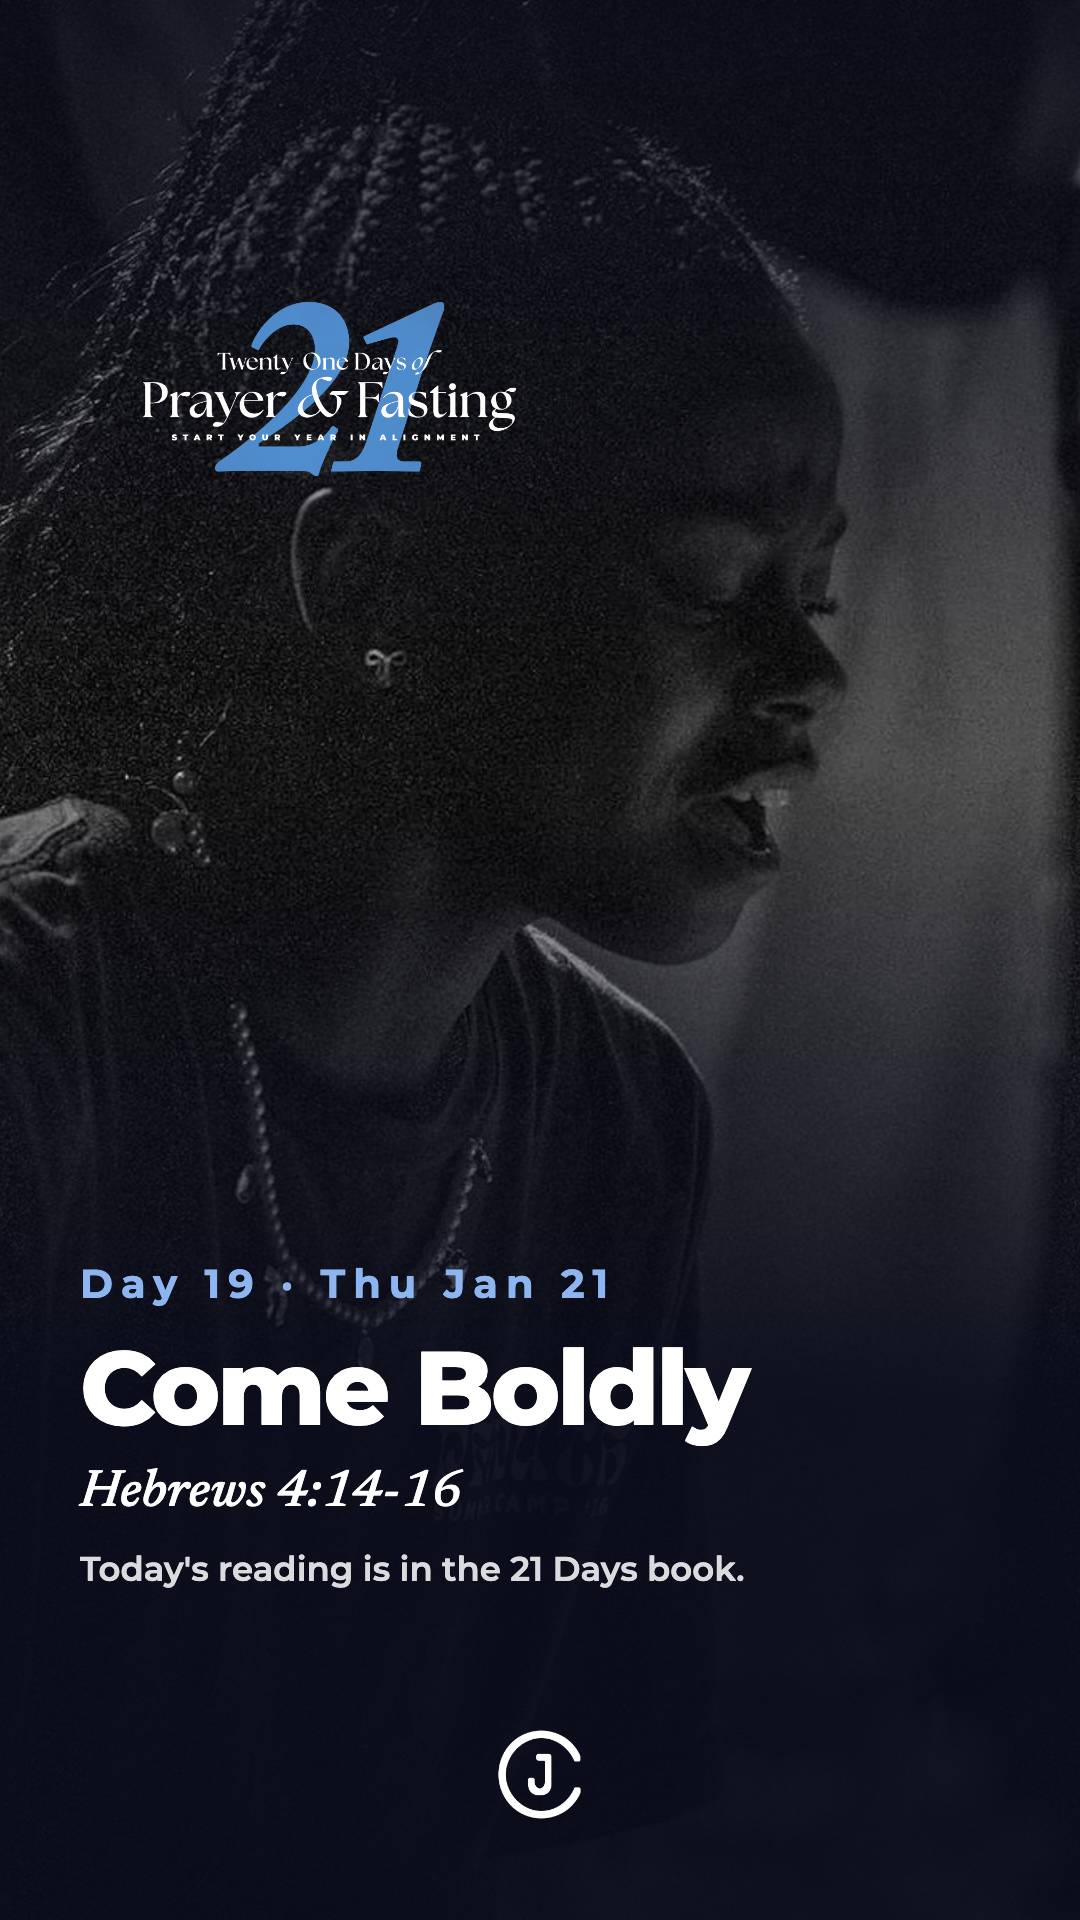 21
Twenty-One Days of
Prayer & Fasting
START YOUR YEAR IN ALIGNMENT
Day 19 · Thu Jan 21
Come Boldly
Hebrews 4:14-16
Today's reading is in the 21 Days book.
CJ